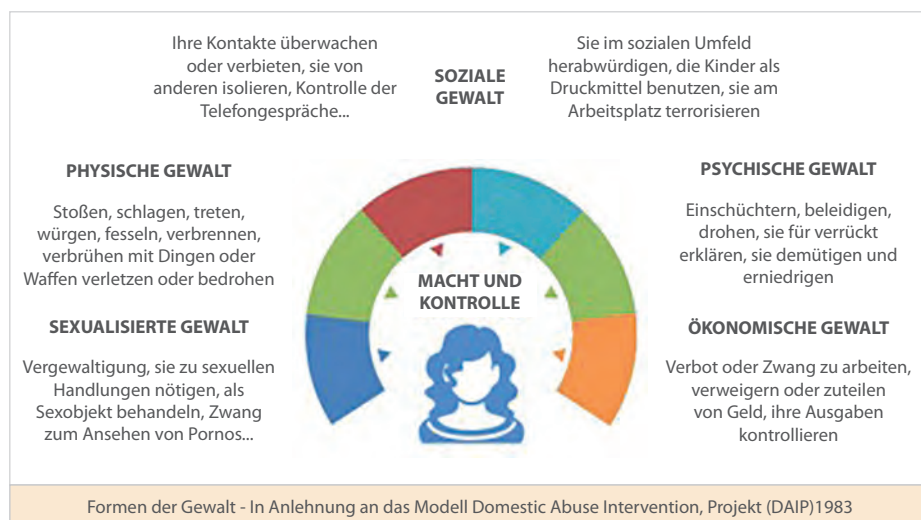 Ihre Kontakte überwachen
oder verbieten, sie von
anderen isolieren, Kontrolle der
Telefongespräche...
SOZIALE
GEWALT
Sie im sozialen Umfeld
herabwürdigen, die Kinder als
Druckmittel benutzen, sie am
Arbeitsplatz terrorisieren
PHYSISCHE GEWALT
Stoßen, schlagen, treten,
würgen, fesseln, verbrennen,
verbrühen mit Dingen oder
Waffen verletzen oder bedrohen
PSYCHISCHE GEWALT
Einschüchtern, beleidigen,
drohen, sie für verrückt
erklären, sie demütigen und
erniedrigen
MACHT UND
KONTROLLE
SEXUALISIERTE GEWALT
Vergewaltigung, sie zu sexuellen
Handlungen nötigen, als
Sexobjekt behandeln, Zwang
zum Ansehen von Pornos...
ÖKONOMISCHE GEWALT
Verbot oder Zwang zu arbeiten,
verweigern oder zuteilen
von Geld, ihre Ausgaben
kontrollieren
Formen der Gewalt - In Anlehnung an das Modell Domestic Abuse Intervention, Projekt (DAIP)1983